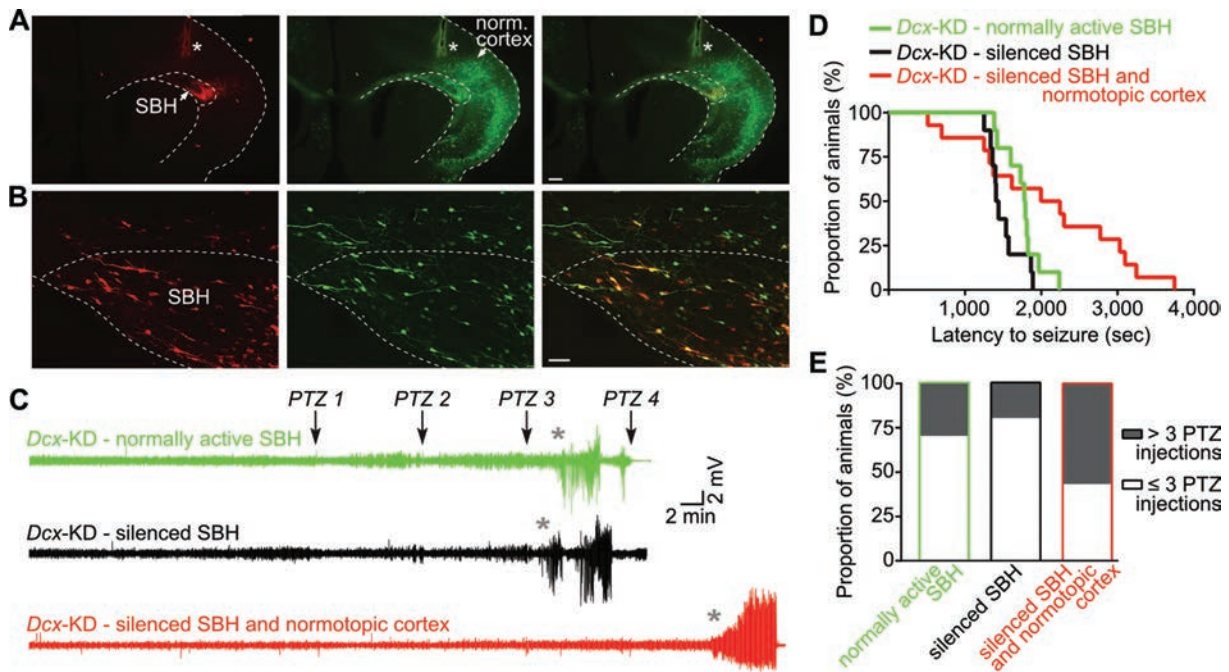 A
SBH
*
norm.
cortex
*
*
B
SBH
C
PTZ 1 PTZ 2 PTZ 3 PTZ 4
Dcx-KD - normally active SBH
*
2 mV
2 min
Dcx-KD - silenced SBH
*
Dcx-KD - silenced SBH and normotopic cortex
*
D
Dcx-KD - normally active SBH
Dcx-KD - silenced SBH
Dcx-KD - silenced SBH and
normotopic cortex
Proportion of animals (%)
100
75
50
25
0
1,000 2,000 3,000 4,000
Latency to seizure (sec)
E
Proportion of animals (%)
100
75
50
25
0
> 3 PTZ
injections
≤ 3 PTZ
injections
normally active
SBH
silenced SBH
silenced SBH
and normotopic
cortex